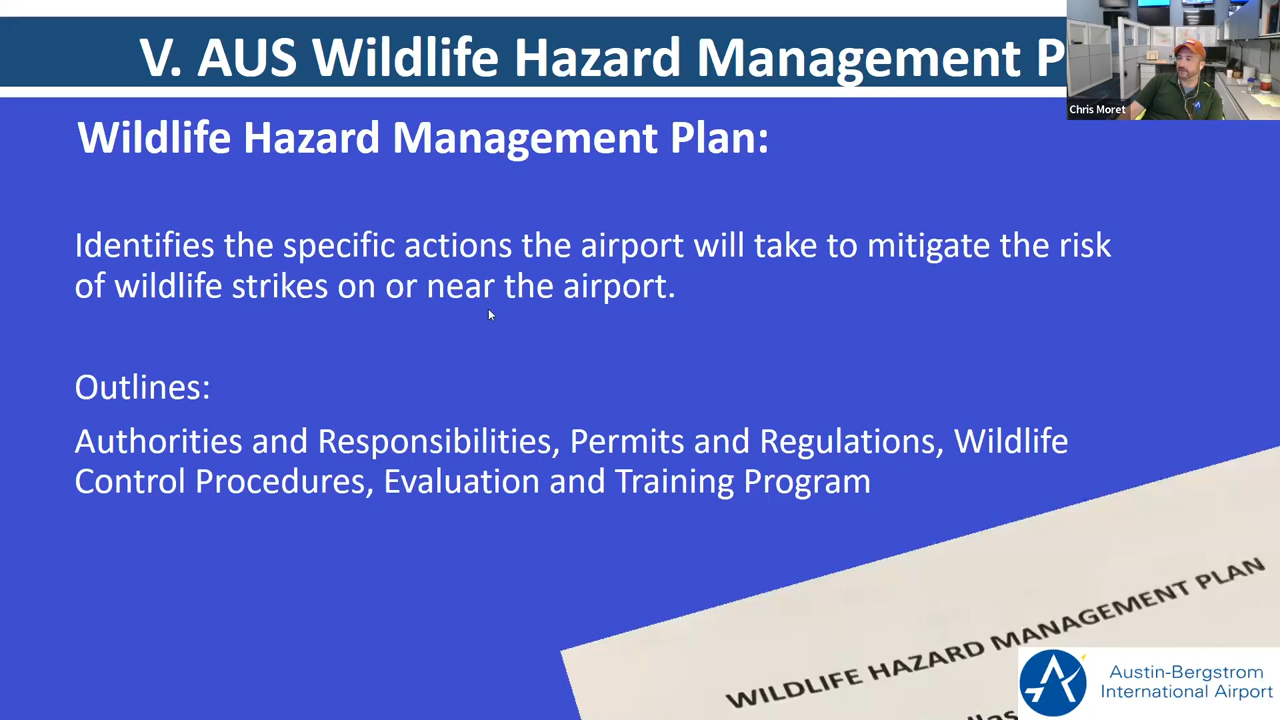 V. AUS Wildlife Hazard Management P
Chris Moret
Wildlife Hazard Management Plan:
Identifies the specific actions the airport will take to mitigate the risk
of wildlife strikes on or near the airport.
Outlines:
Authorities and Responsibilities, Permits and Regulations, Wildlife
Control Procedures, Evaluation and Training Program
WILDLIFE HAZARD MANAGEMENT PLAN
Austin-Bergstrom
International Airport